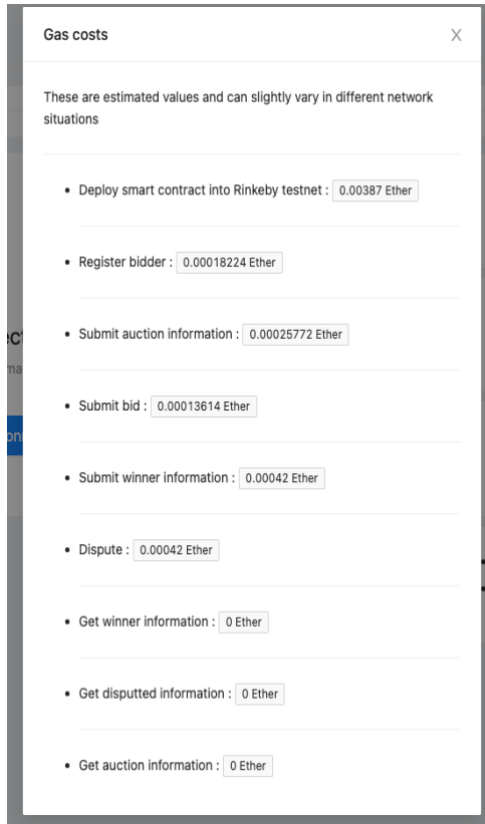 Gas costs
X
These are estimated values and can slightly vary in different network
situations
• Deploy smart contract into Rinkeby testnet : 0.00387 Ether
• Register bidder : 0.00018224 Ether
• Submit auction information : 0.00025772 Ether
• Submit bid : 0.00013614 Ether
• Submit winner information : 0.00042 Ether
• Dispute : 0.00042 Ether
• Get winner information : 0 Ether
• Get disputted information : 0 Ether
• Get auction information : 0 Ether